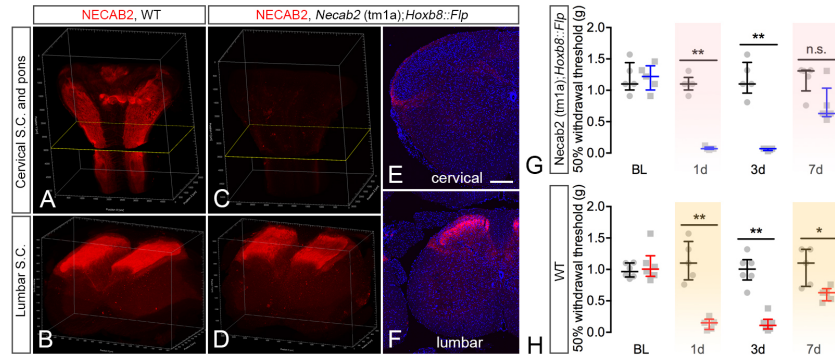 NECAB2, WT
NECAB2, Necab2 (tm1a);Hoxb8::Flp
Cervical S.C. and pons
A
C
E
cervical
Lumbar S.C.
B
D
F
lumbar
Necab2 (tm1a);Hoxb8::Flp
50% withdrawal threshold (g)
2.0
1.5
1.0
0.5
0.0
**
**
n.s.
G
BL
1d
3d
7d
WT
50% withdrawal threshold (g)
2.0
1.5
1.0
0.5
0.0
**
**
*
H
BL
1d
3d
7d